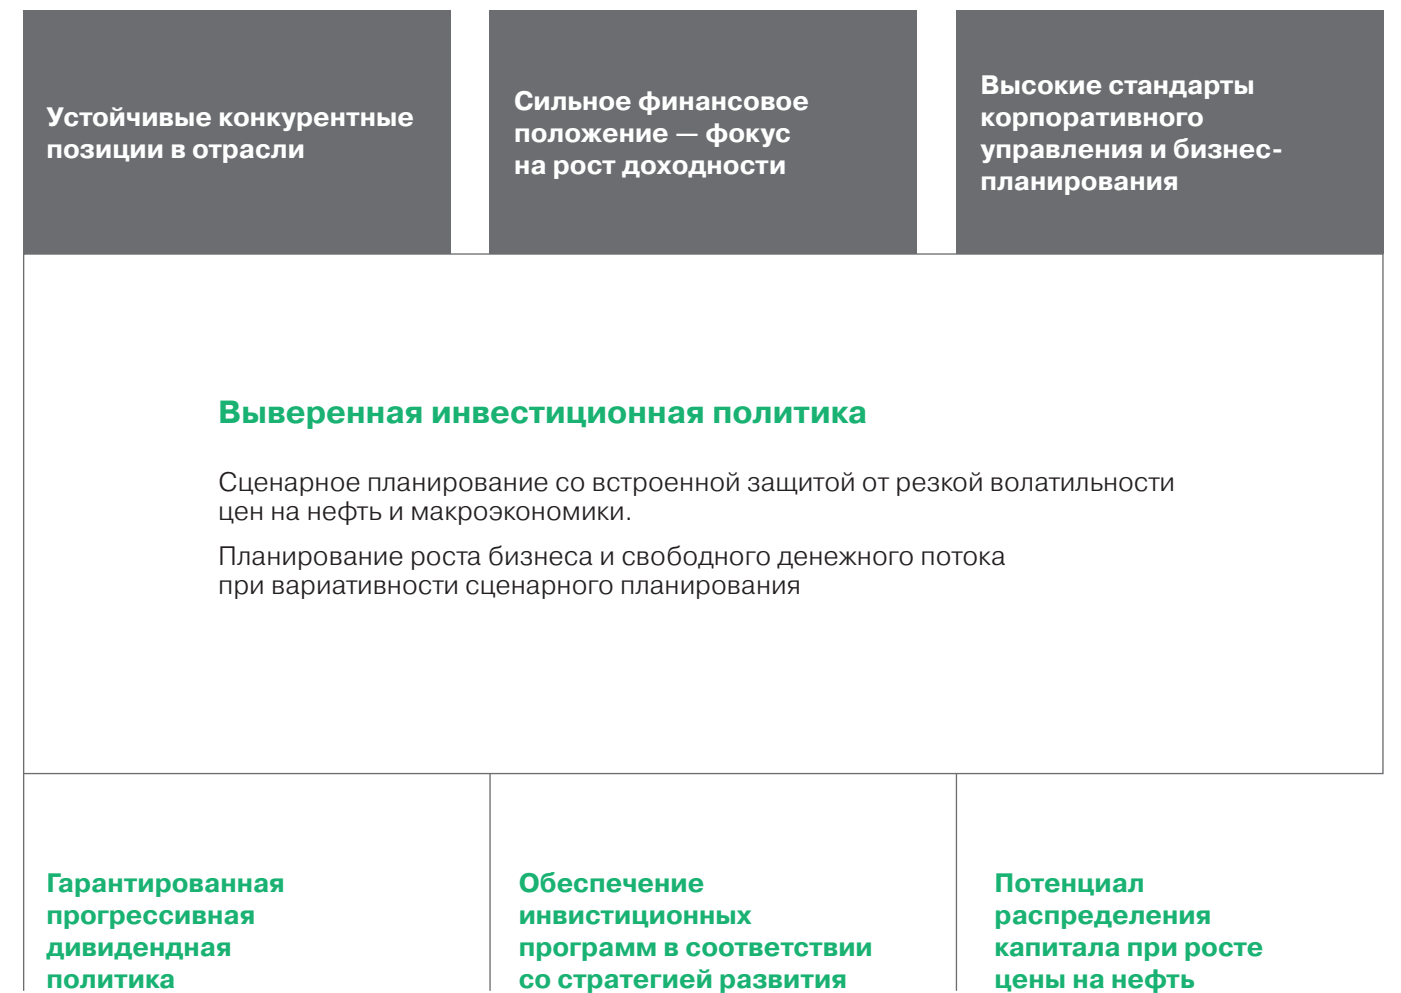 Устойчивые конкурентные
позиции в отрасли
Сильное финансовое
положение — фокус
на рост доходности
Высокие стандарты
корпоративного
управления и бизнес-
планирования
Выверенная инвестиционная политика
Сценарное планирование со встроенной защитой от резкой волатильности
цен на нефть и макроэкономики.
Планирование роста бизнеса и свободного денежного потока
при вариативности сценарного планирования
Гарантированная
прогрессивная
дивидендная
политика
Обеспечение
инвистиционных
программ в соответствии
со стратегией развития
Потенциал
распределения
капитала при росте
цены на нефть